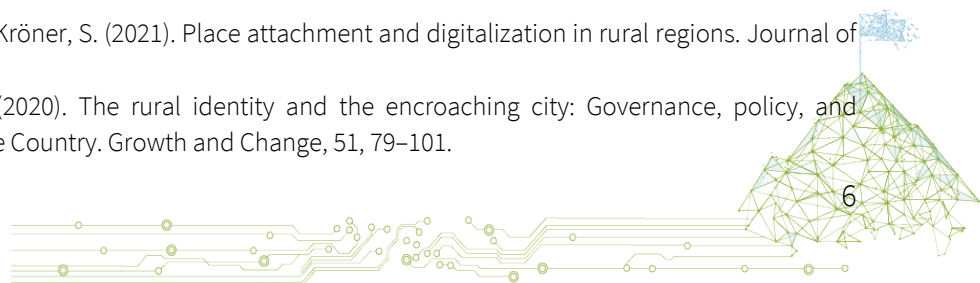 Kröner, S. (2021). Place attachment and digitalization in rural regions. Journal of
(2020). The rural identity and the encroaching city: Governance, policy, and
e Country. Growth and Change, 51, 79–101.
6